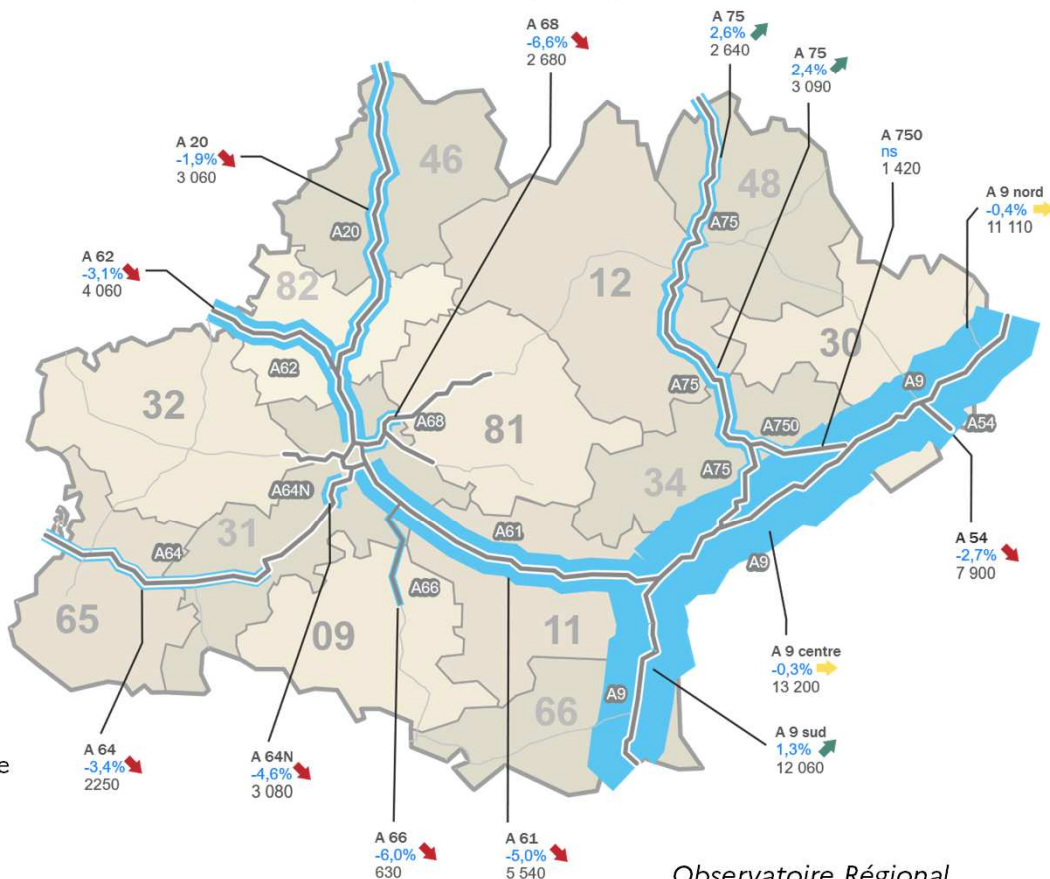 A 68
-6,6%
2 680
A 75
2,6%
2 640
A 75
2,4%
3 090
A 750
ns
1 420
A 9 nord
-0,4%
11 110
A 20
-1,9%
3 060
A 62
-3,1%
4 060
46
48
A20
A75
82
12
30
A62
A75
A9
32
A68
81
A750
A54
A64N
34
A75
31
A61
A9
A64
A66
A 54
-2,7%
7 900
65
09
11
A 9 centre
-0,3%
13 200
A9
66
A 9 sud
1,3%
12 060
A 64
-3,4%
2250
e
A 64N
-4,6%
3 080
A 66
-6,0%
630
A 61
-5,0%
5 540
Observatoire Régional